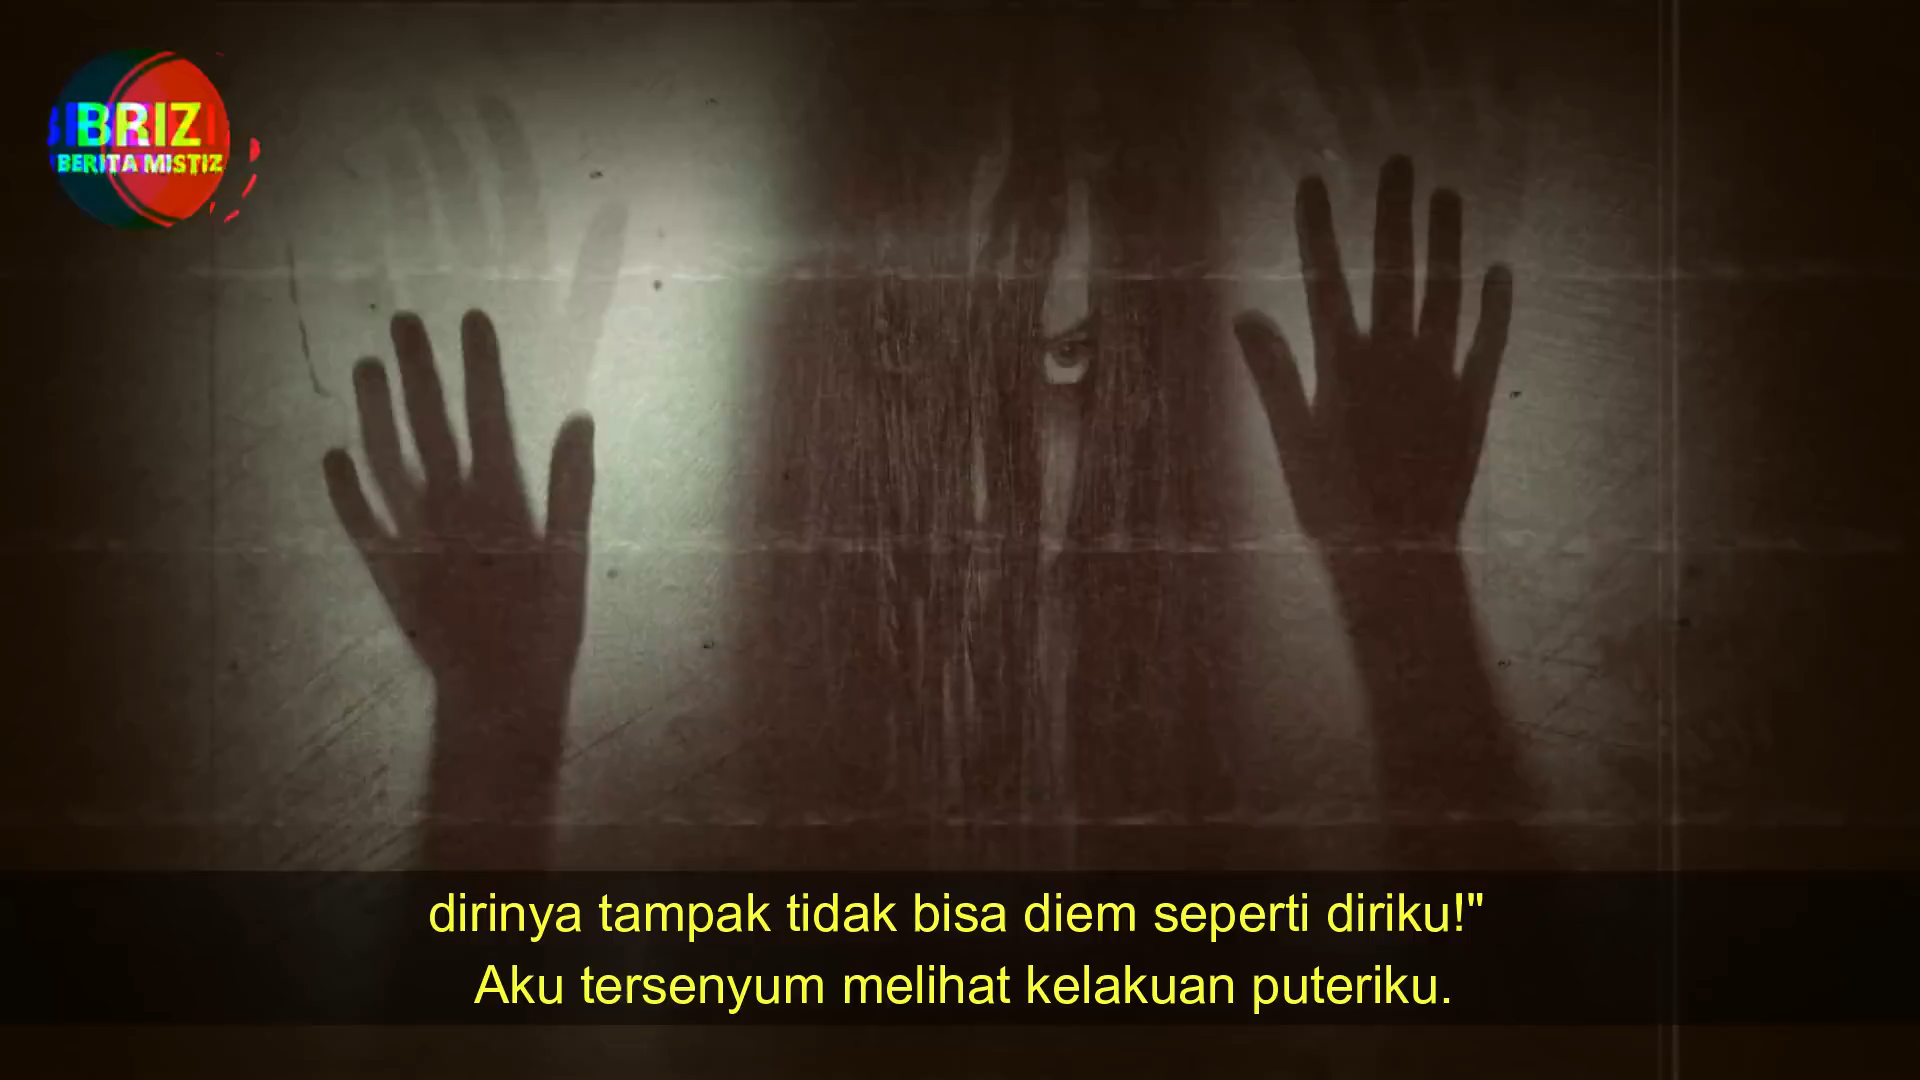 BRIZ
BERITA MISTIZ
dirinya tampak tidak bisa diem seperti diriku!"
Aku tersenyum melihat kelakuan puteriku.